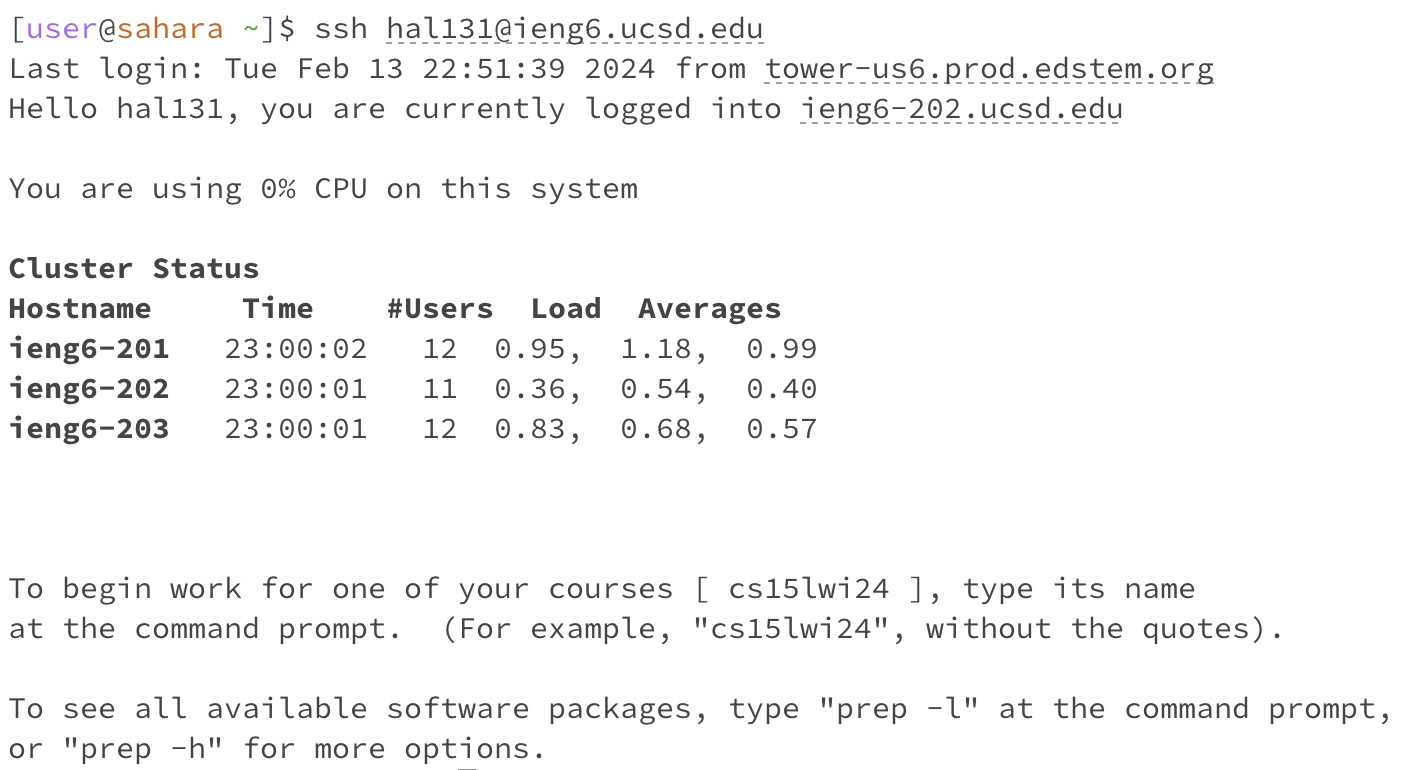 [user@sahara ~]$ ssh hal131@ieng6.ucsd.edu
Last login: Tue Feb 13 22:51:39 2024 from tower-us6.prod.edstem.org
Hello hal131, you are currently logged into ieng6-202.ucsd.edu
You are using 0% CPU on this system
Cluster Status
Hostname     Time    #Users  Load  Averages
ieng6-201   23:00:02   12  0.95,  1.18,  0.99
ieng6-202   23:00:01   11  0.36,  0.54,  0.40
ieng6-203   23:00:01   12  0.83,  0.68,  0.57
To begin work for one of your courses [ cs15lwi24 ], type its name
at the command prompt.  (For example, "cs15lwi24", without the quotes).
To see all available software packages, type "prep -l" at the command prompt,
or "prep -h" for more options.